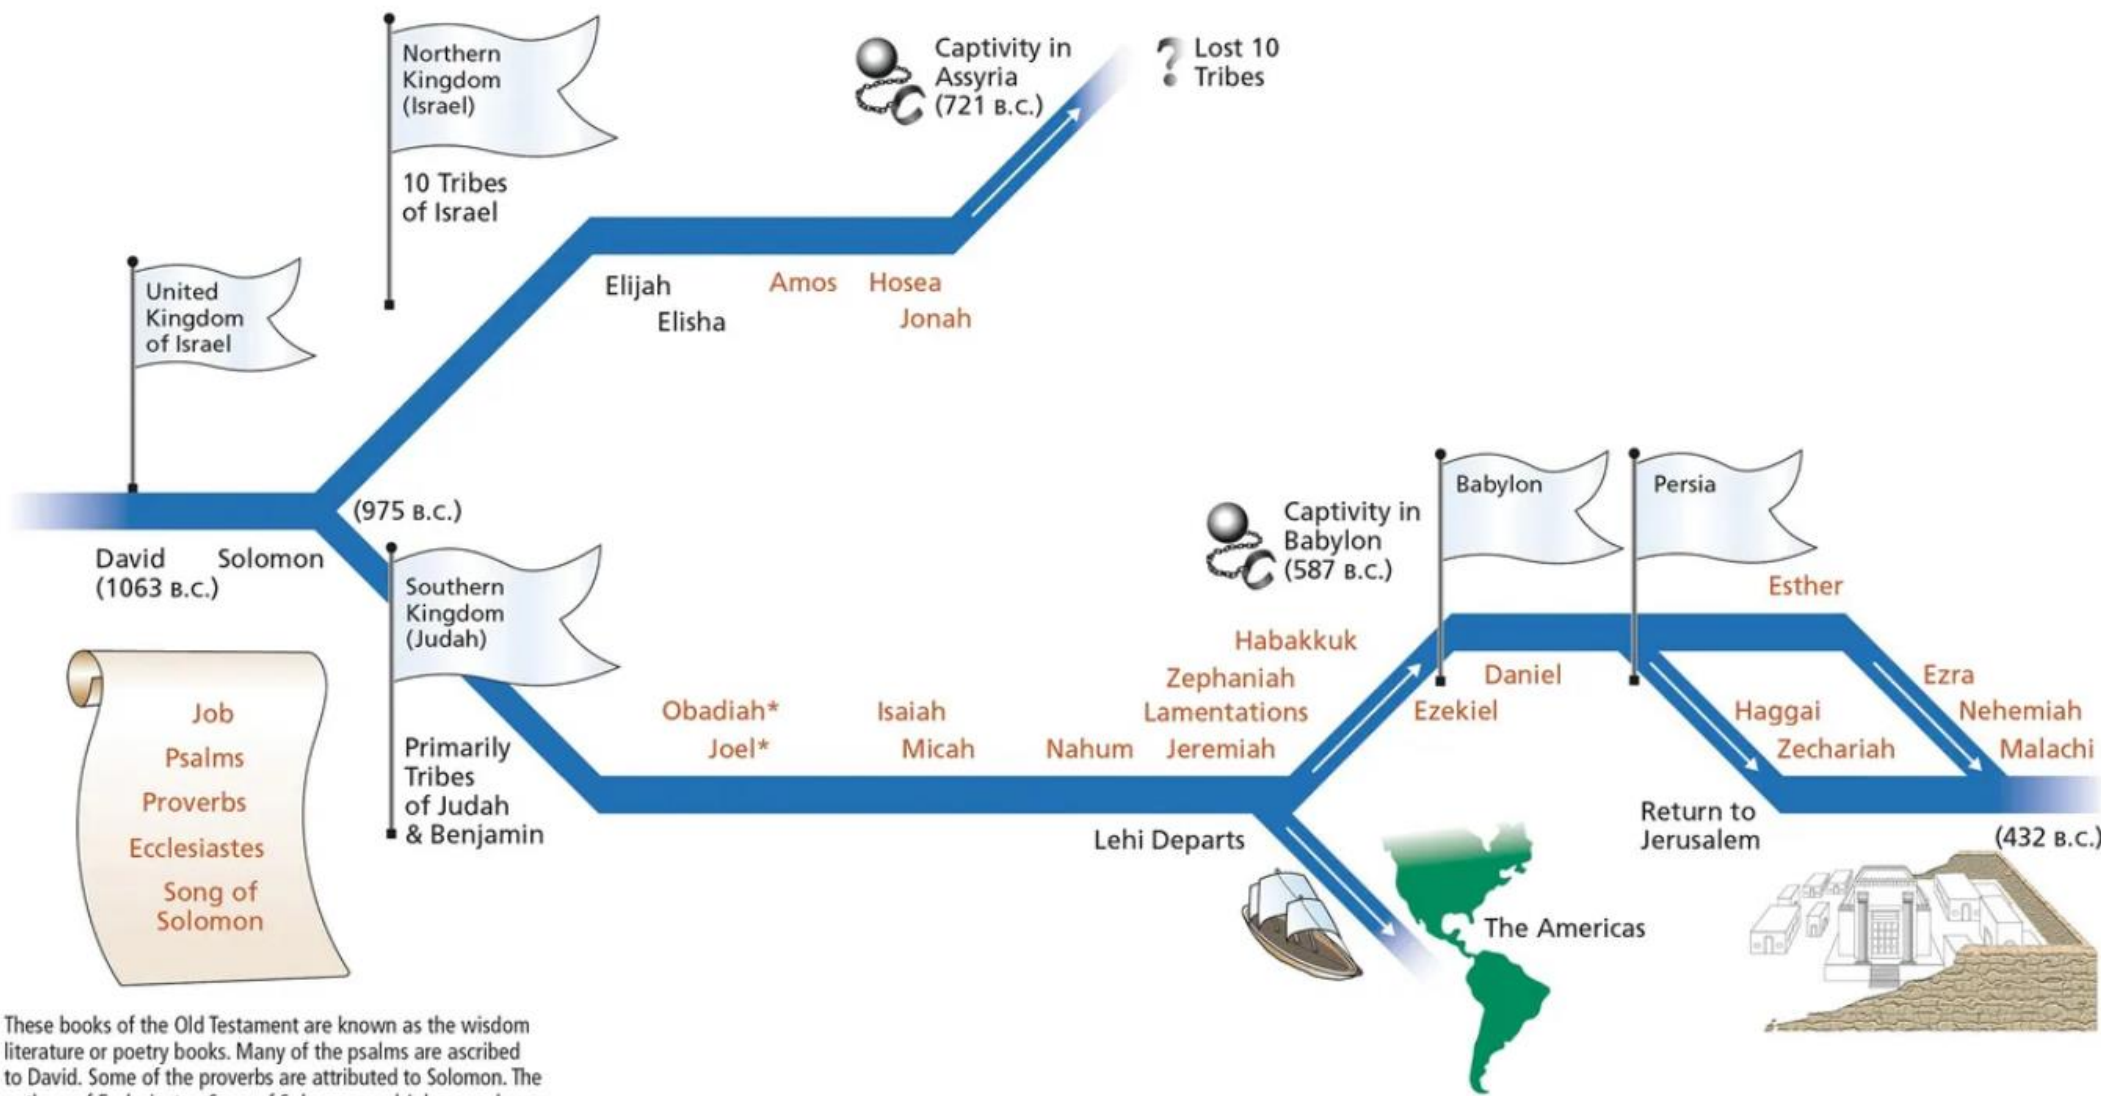 Northern
Kingdom
(Israel)
10 Tribes
of Israel
Captivity in
Assyria
(721 B.C.)
? Lost 10
Tribes
United
Kingdom
of Israel
Elijah
Elisha
Amos
Hosea
Jonah
(975 B.C.)
David
(1063 B.C.)
Solomon
Southern
Kingdom
(Judah)
Primarily
Tribes
of Judah
& Benjamin
Job
Psalms
Proverbs
Ecclesiastes
Song of
Solomon
Obadiah*
Joel*
Isaiah
Micah
Nahum
Habakkuk
Zephaniah
Lamentations
Jeremiah
Captivity in
Babylon
(587 B.C.)
Babylon
Persia
Esther
Daniel
Ezekiel
Haggai
Zechariah
Ezra
Nehemiah
Malachi
Lehi Departs
The Americas
Return to
Jerusalem
(432 B.C.)
These books of the Old Testament are known as the wisdom
literature or poetry books. Many of the psalms are ascribed
to David. Some of the proverbs are attributed to Solomon. The